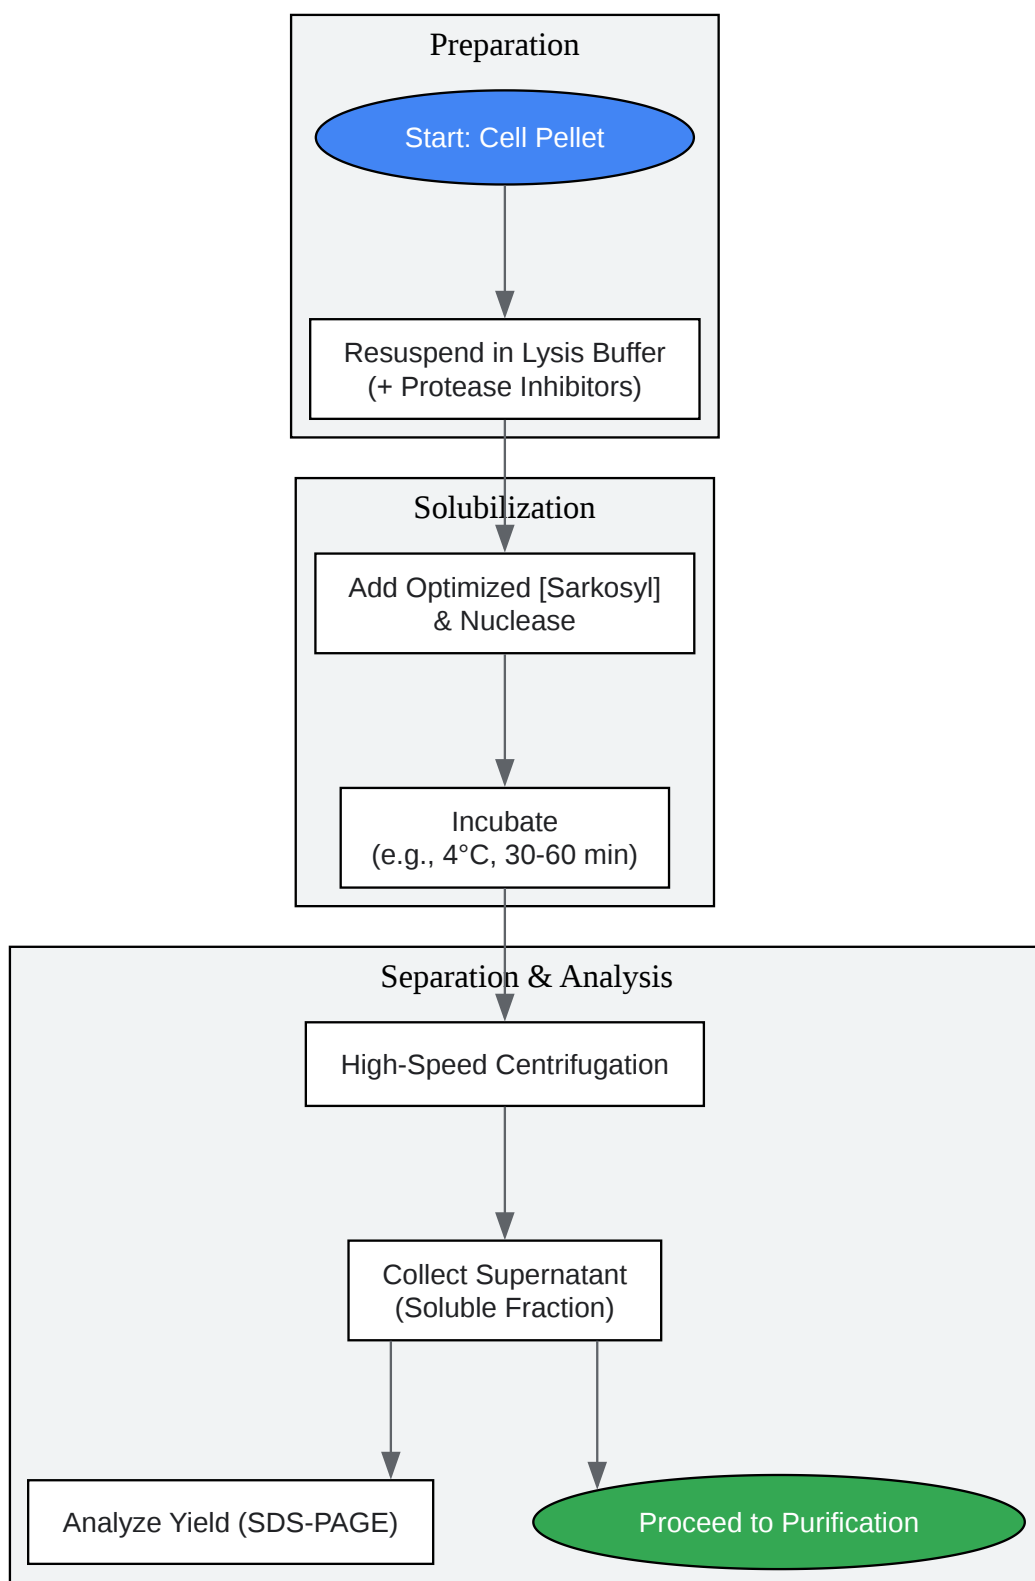 Preparation
Start: Cell Pellet
Resuspend in Lysis Buffer
(+ Protease Inhibitors)
Solubilization
Add Optimized [Sarkosyl]
& Nuclease
Incubate
(e.g., 4°C, 30-60 min)
Separation & Analysis
High-Speed Centrifugation
Collect Supernatant
(Soluble Fraction)
Analyze Yield (SDS-PAGE)
Proceed to Purification